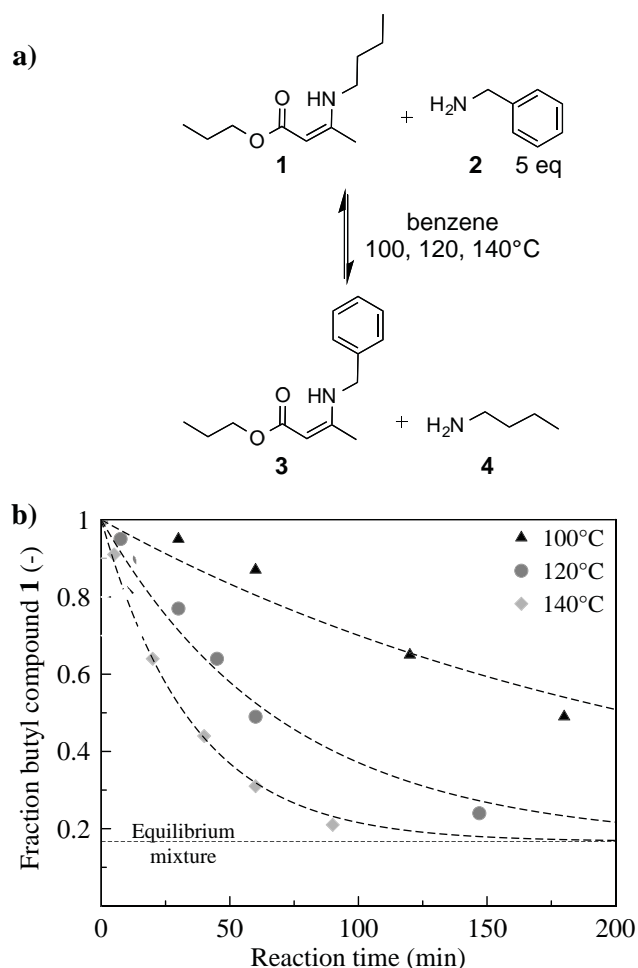 a)
HN
O
O
1
+
H₂N
2 5 eq
benzene
100, 120, 140°C
O
HN
O
3
+
H₂N
4
b)
1
0.8
0.6
0.4
0.2
Fraction butyl compound 1 (-)
100°C
120°C
140°C
Equilibrium
mixture
0
50
100
150
200
Reaction time (min)